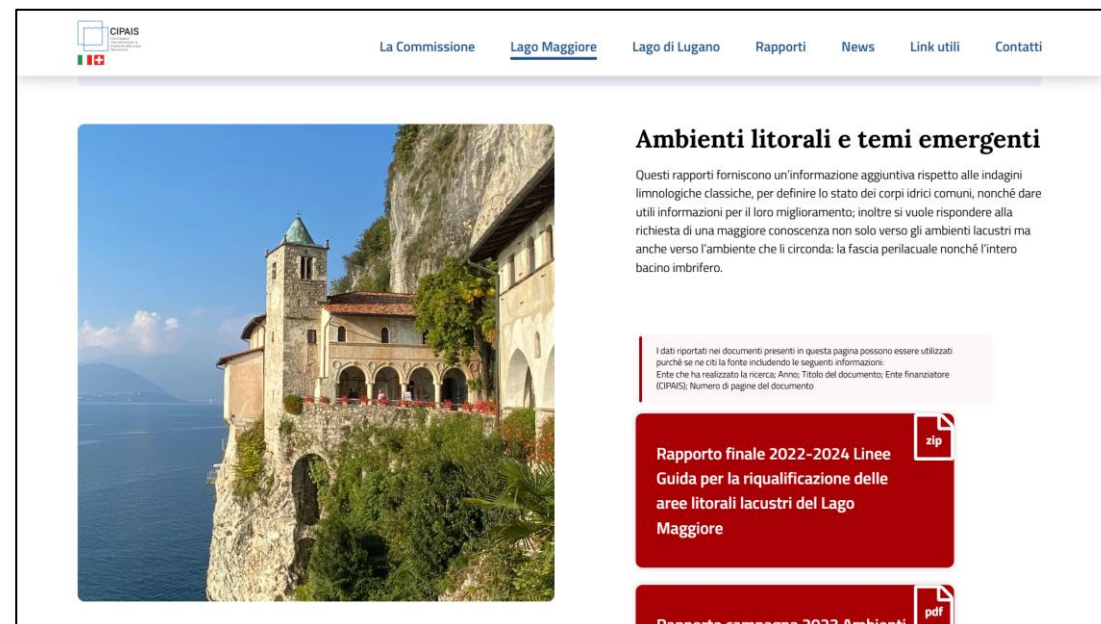 CIPAIS
La Commissione
Lago Maggiore
Lago di Lugano
Rapporti
News
Link utili
Contatti
Ambienti litorali e temi emergenti
Questi rapporti forniscono un'informazione aggiuntiva rispetto alle indagini
limnologiche classiche, per definire lo stato dei corpi idrici comuni, nonché dare
utili informazioni per il loro miglioramento; inoltre si vuole rispondere alla
richiesta di una maggiore conoscenza non solo verso gli ambienti lacustri ma
anche verso l'ambiente che li circonda: la fascia perilacuale nonché l'intero
bacino imbrifero.
I dati riportati nei documenti presenti in questa pagina possono essere utilizzati
purché se ne citi la fonte includendo le seguenti informazioni:
Ente che ha realizzato la ricerca; Anno; Titolo del documento; Ente finanziatore
(CIPAIS); Numero di pagine del documento
zip
Rapporto finale 2022-2024 Linee
Guida per la riqualificazione delle
aree litorali lacustri del Lago
Maggiore
pdf
Rapporto campagna 2023 Ambienti